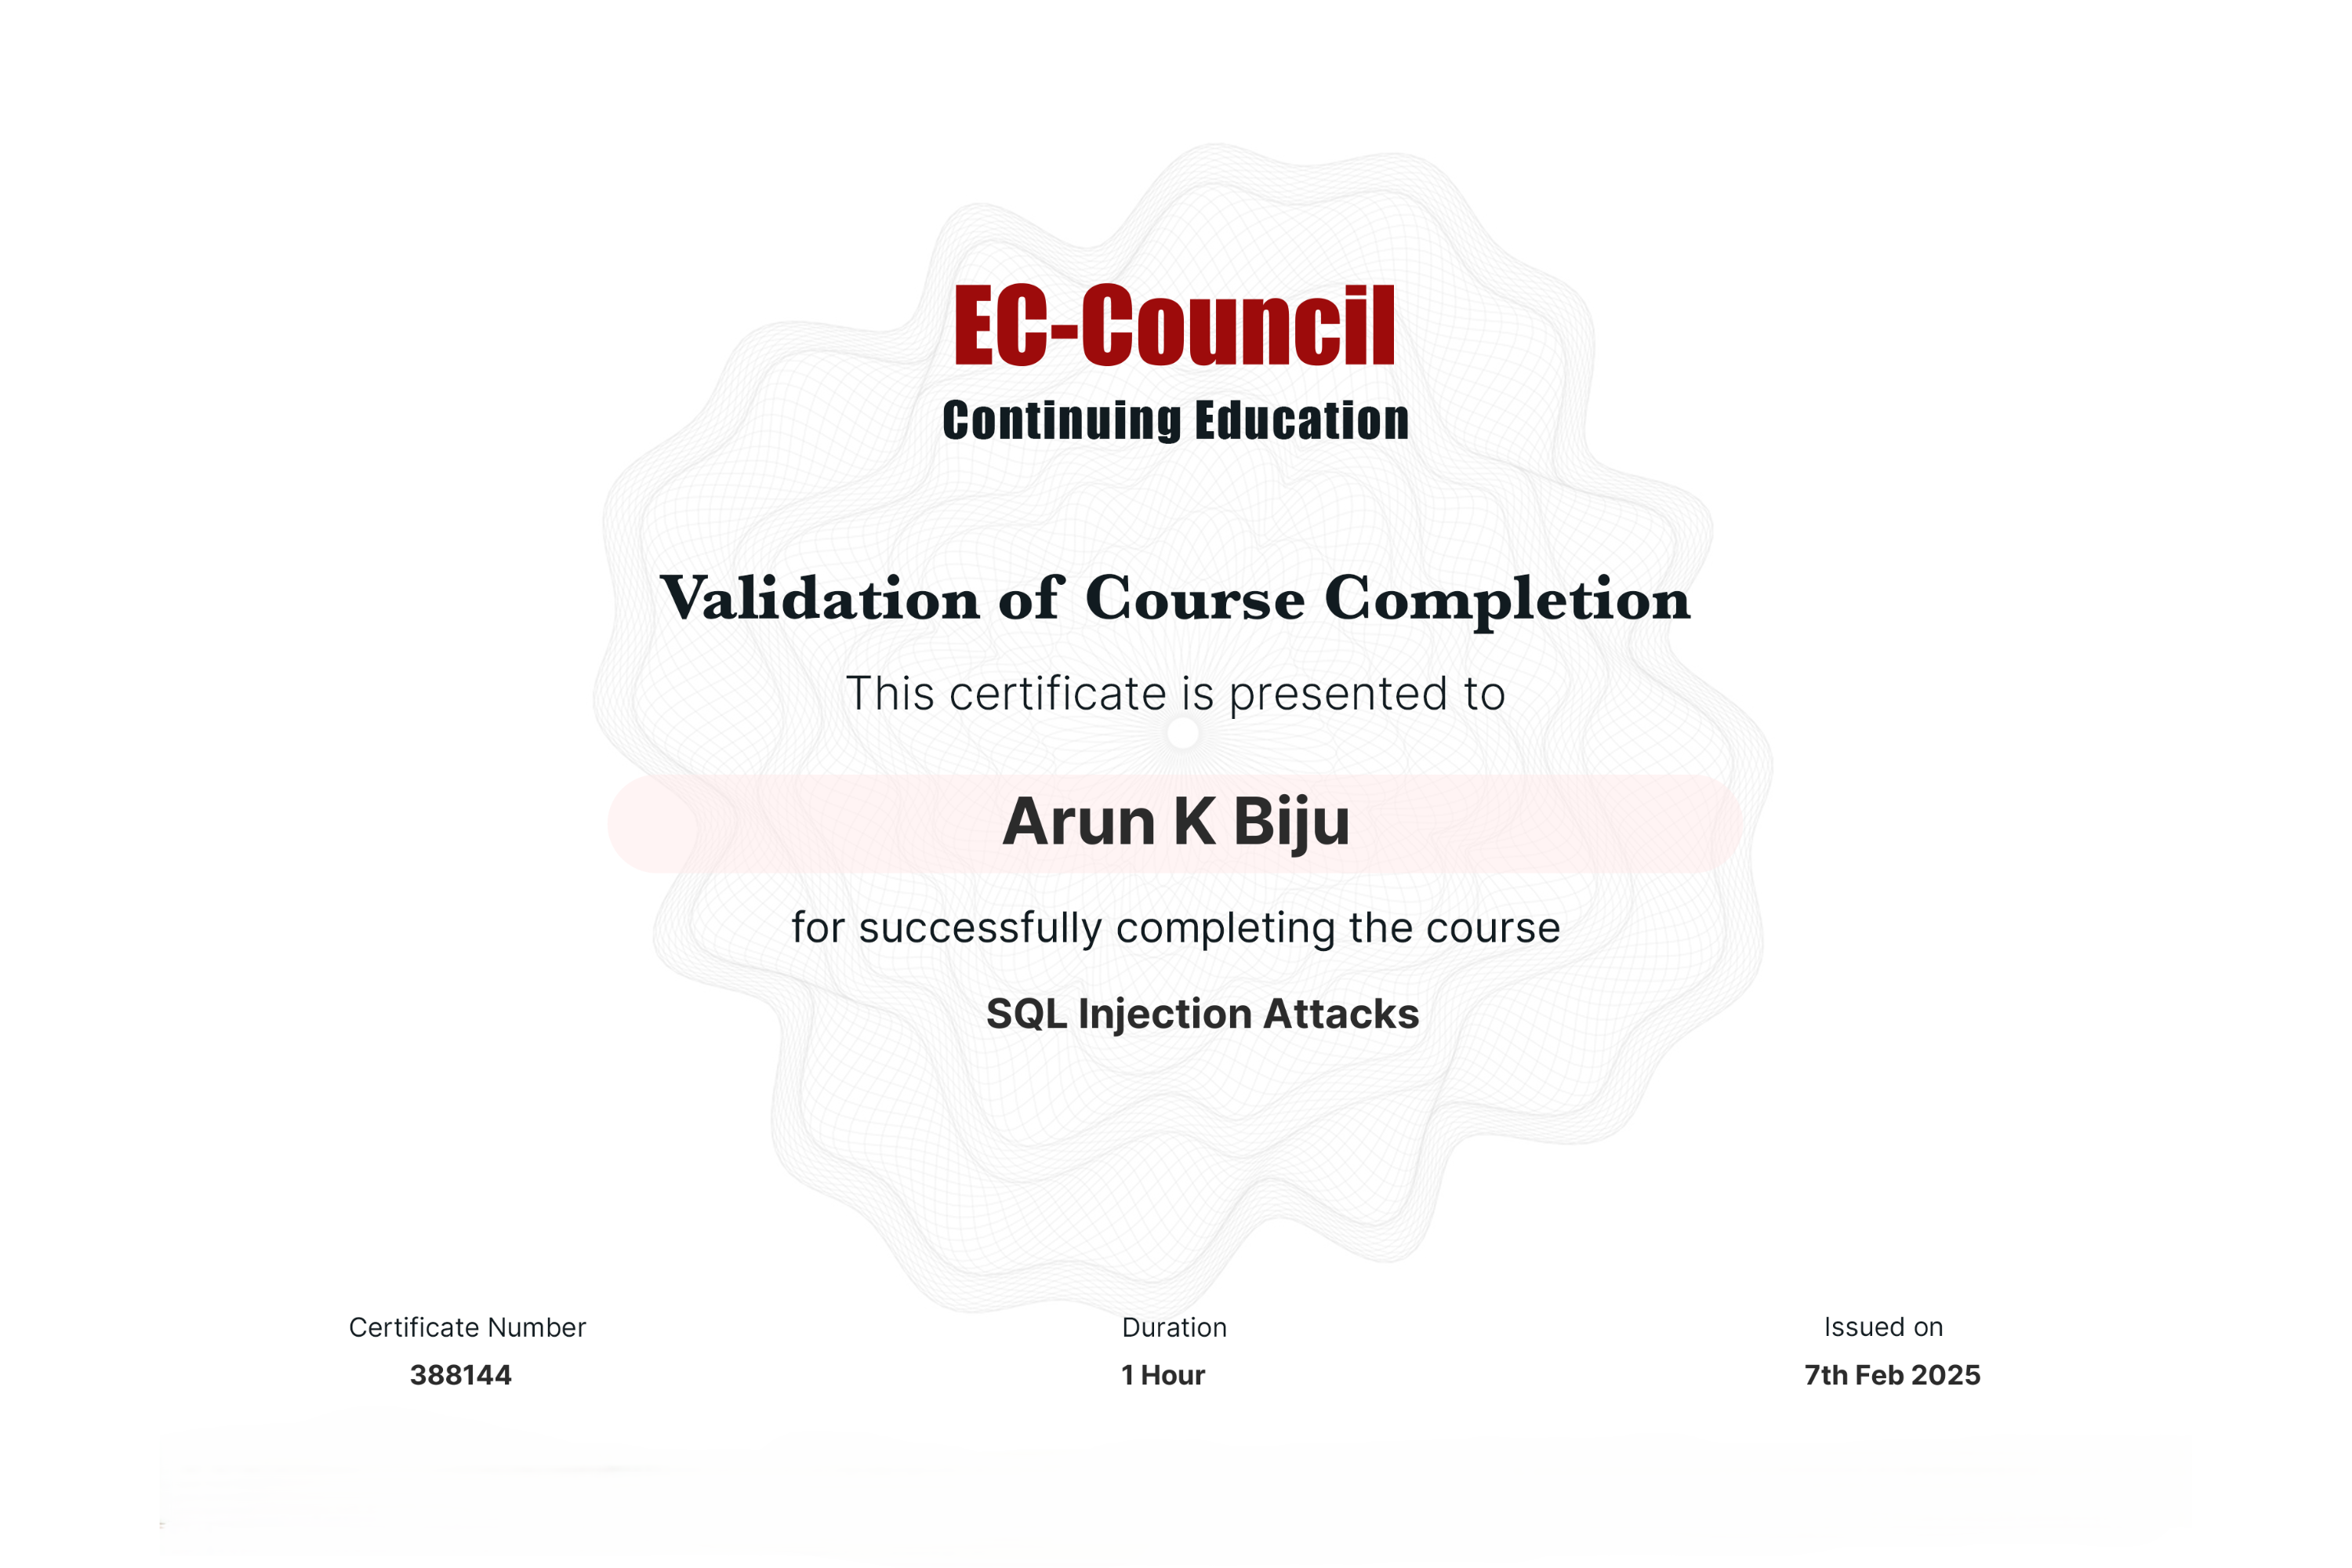 EC-Council
Continuing Education
Validation of Course Completion
This certificate is presented to
Arun K Biju
for successfully completing the course
SQL Injection Attacks
Certificate Number
388144
Duration
1 Hour
Issued on
7th Feb 2025